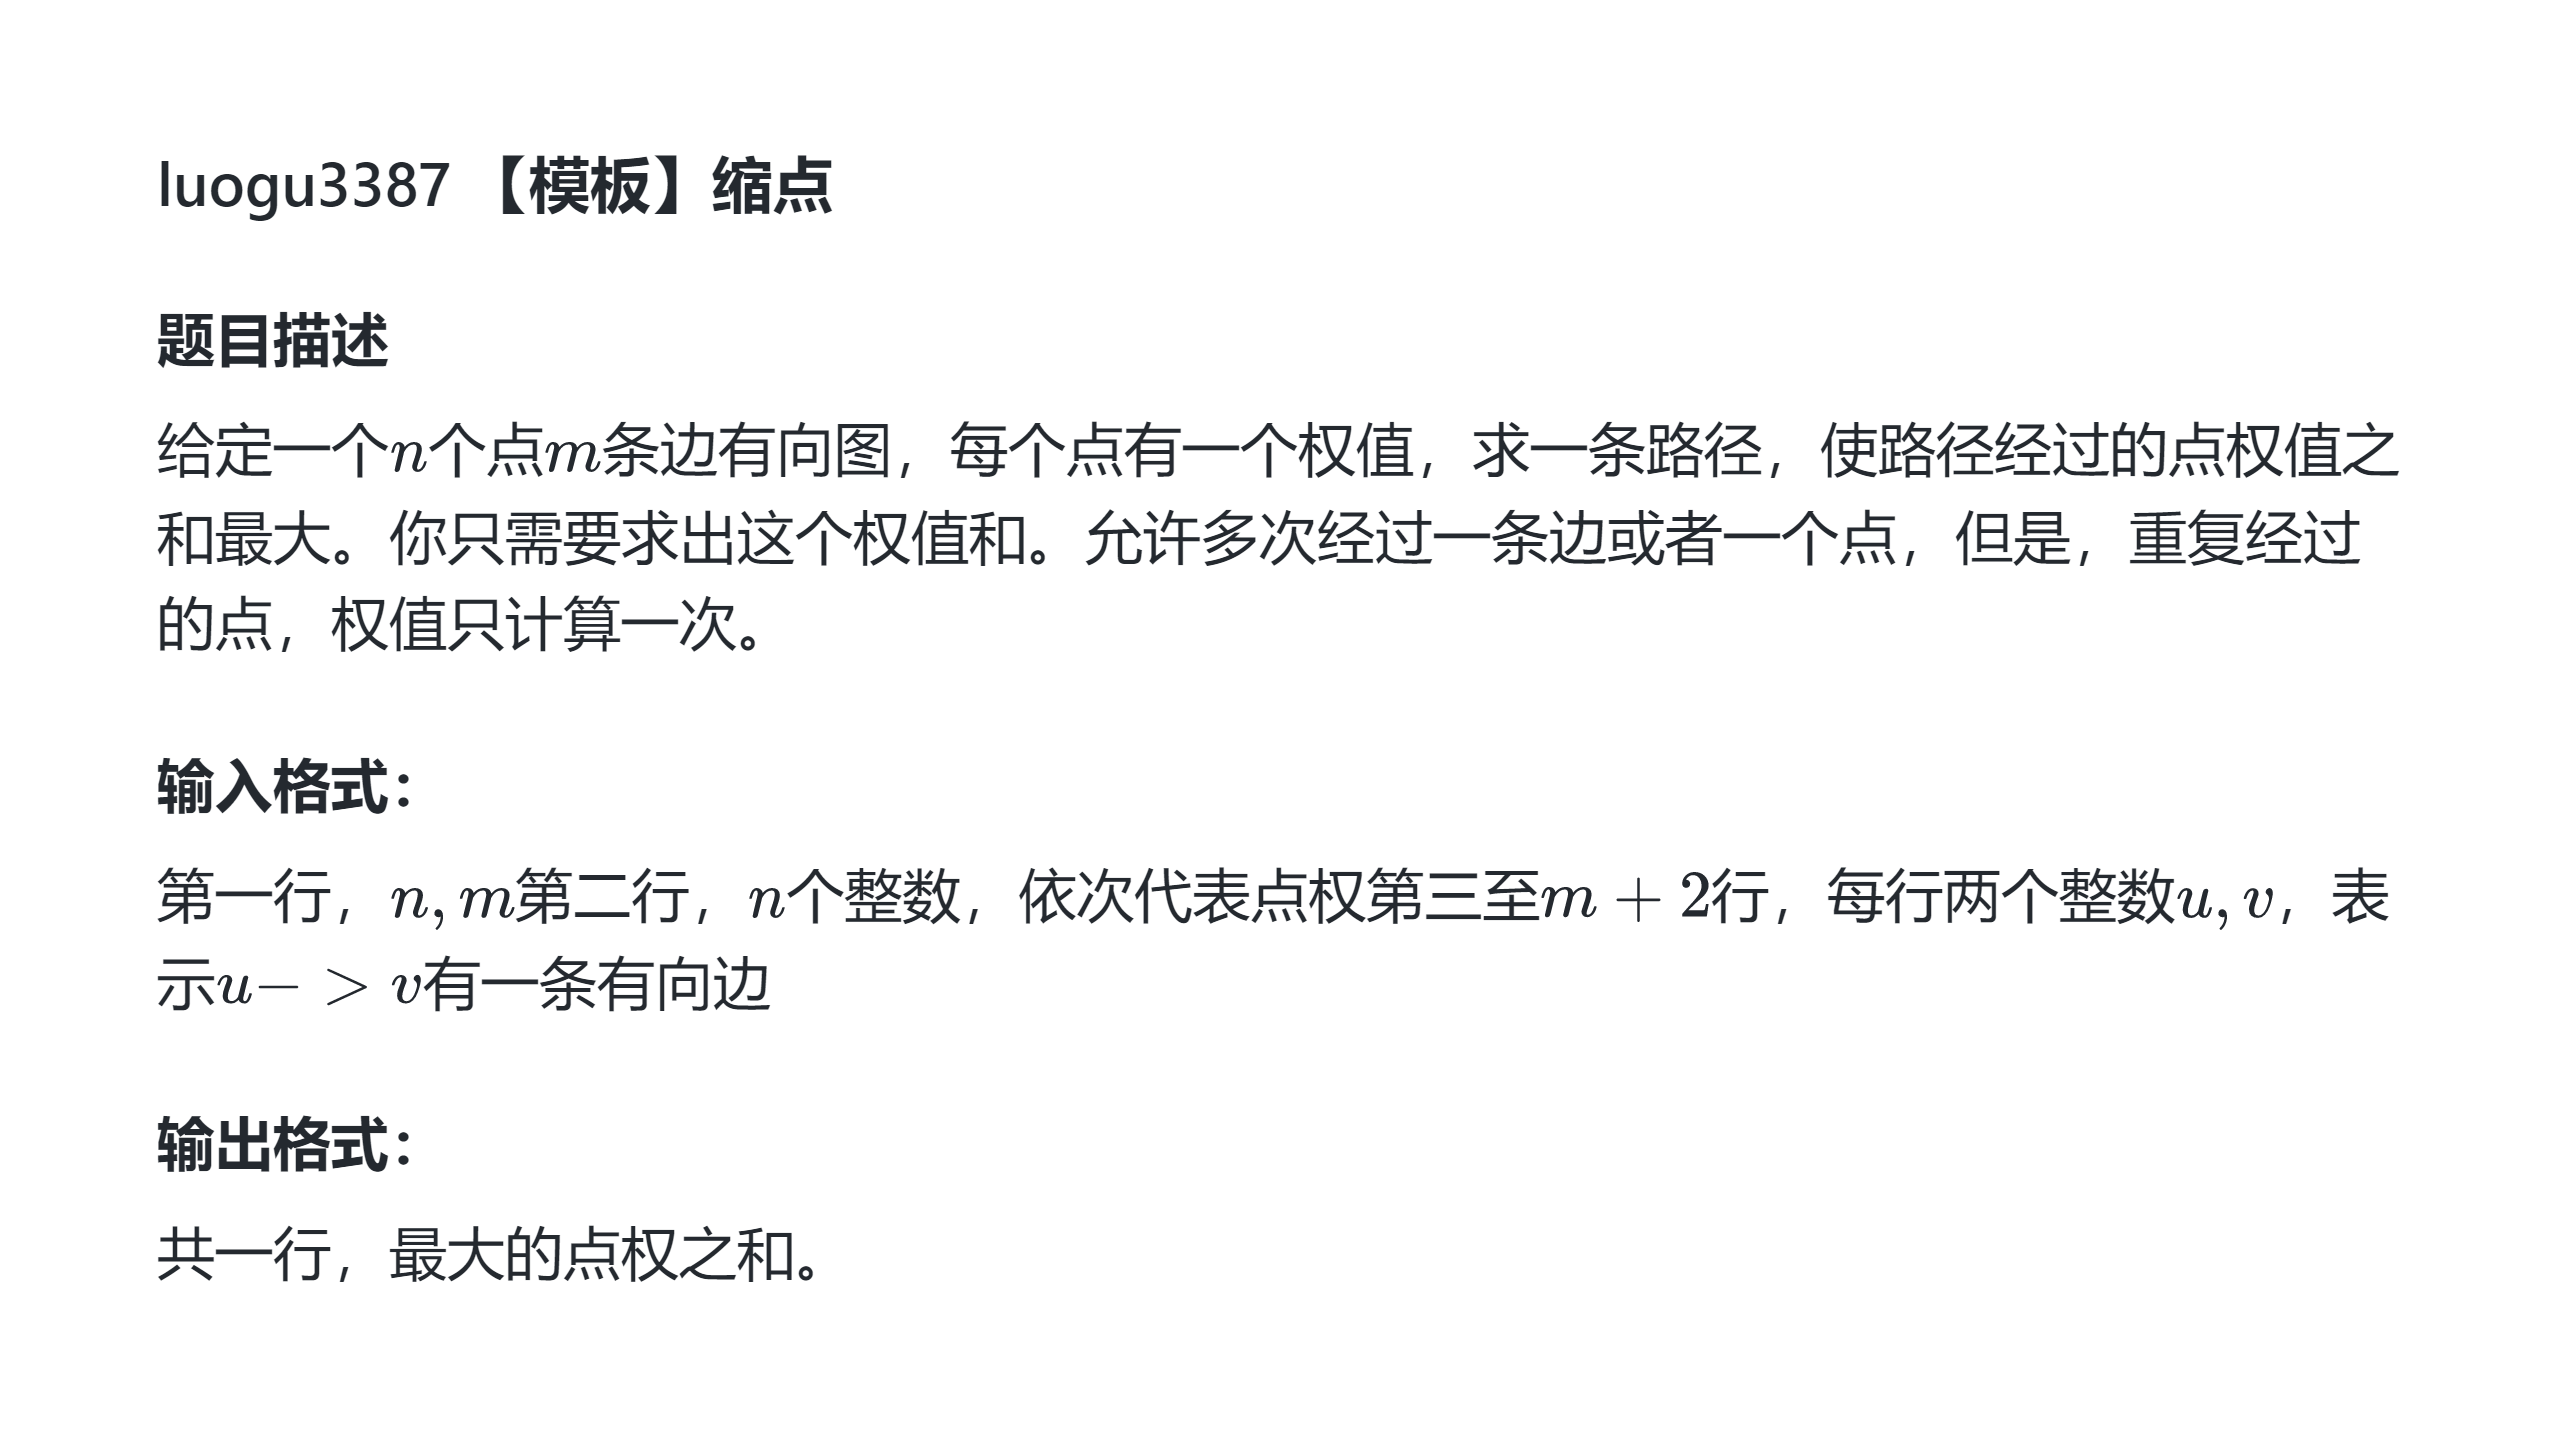 luogu3387 【模板】缩点
题目描述
给定一个n个点m条边有向图，每个点有一个权值，求一条路径，使路径经过的点权值之
和最大。你只需要求出这个权值和。允许多次经过一条边或者一个点，但是，重复经过
的点，权值只计算一次。
输入格式：
第一行，n, m第二行，n个整数，依次代表点权第三至m + 2行，每行两个整数u, v，表
示u− > v有一条有向边
输出格式：
共一行，最大的点权之和。